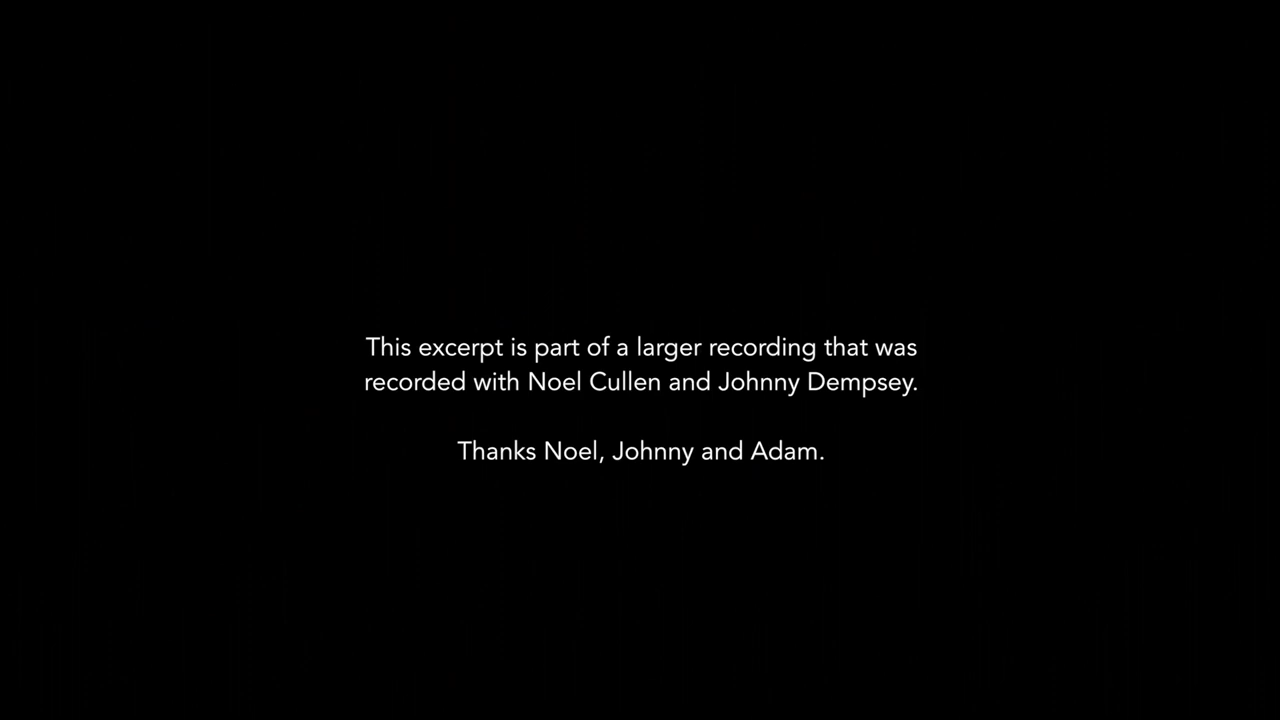 This excerpt is part of a larger recording that was
recorded with Noel Cullen and Johnny Dempsey.
Thanks Noel, Johnny and Adam.